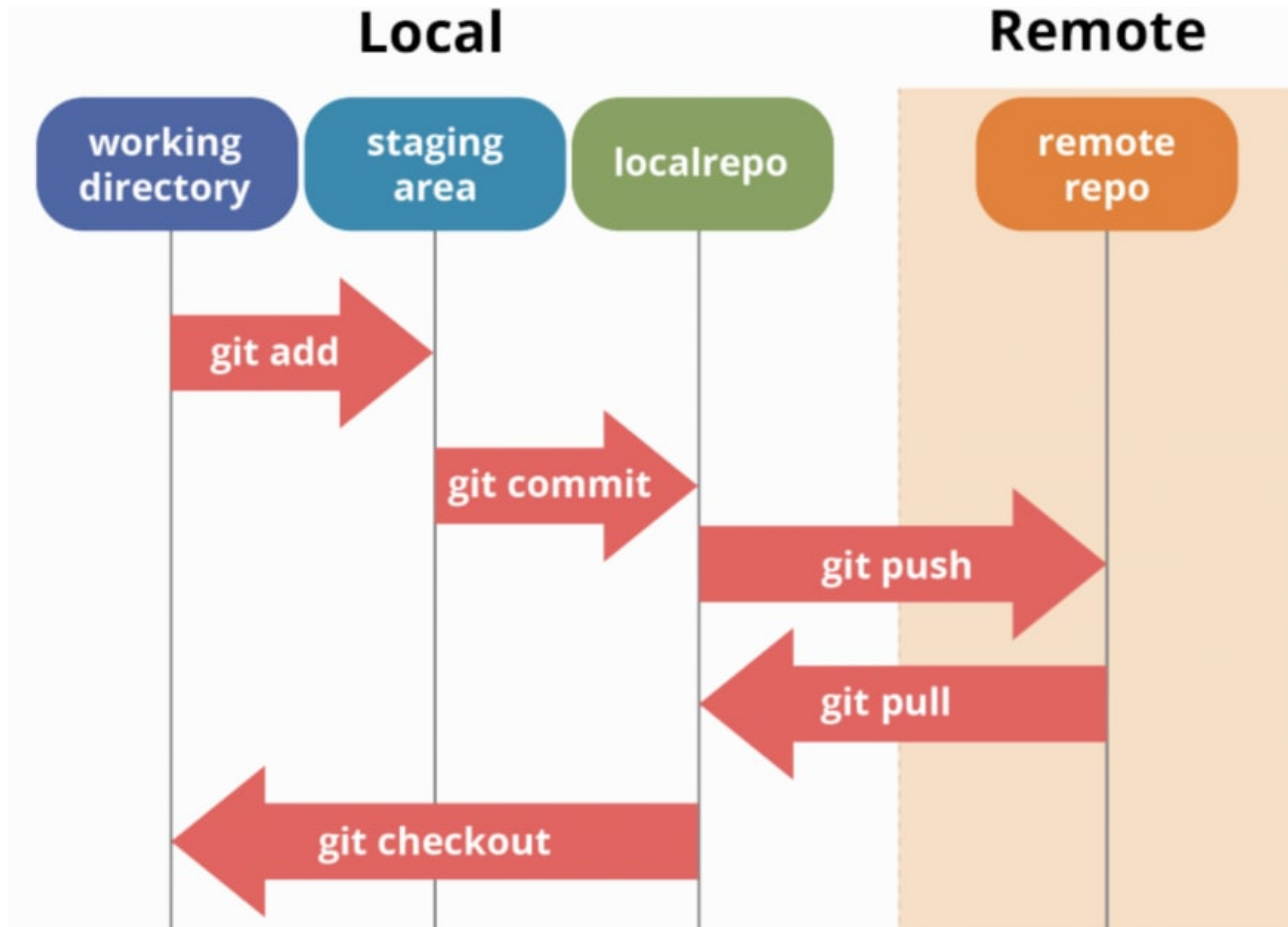 Local
Remote
working
directory
staging
area
localrepo
remote
repo
git add
git commit
git push
git pull
git checkout